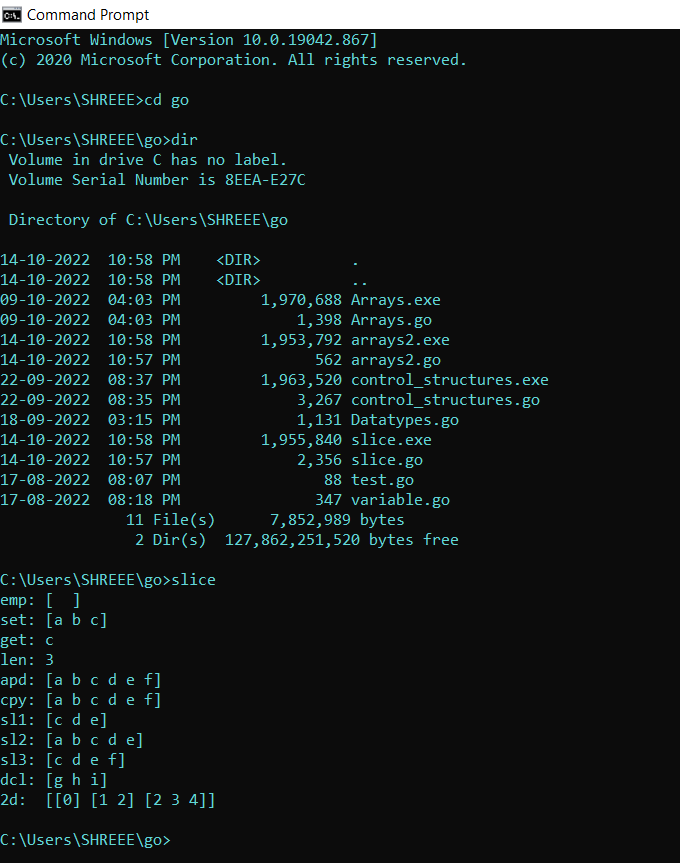 Command Prompt
Microsoft Windows [Version 10.0.19042.867]
(c) 2020 Microsoft Corporation. All rights reserved.
C:\Users\SHREEE>cd go
C:\Users\SHREEE\go>dir
 Volume in drive C has no label.
 Volume Serial Number is 8EEA-E27C
 Directory of C:\Users\SHREEE\go
14-10-2022  10:58 PM    <DIR>          .
14-10-2022  10:58 PM    <DIR>          ..
09-10-2022  04:03 PM         1,970,688 Arrays.exe
09-10-2022  04:03 PM             1,398 Arrays.go
14-10-2022  10:58 PM         1,953,792 arrays2.exe
14-10-2022  10:57 PM               562 arrays2.go
22-09-2022  08:37 PM         1,963,520 control_structures.exe
22-09-2022  08:35 PM             3,267 control_structures.go
18-09-2022  03:15 PM             1,131 Datatypes.go
14-10-2022  10:58 PM         1,955,840 slice.exe
14-10-2022  10:57 PM             2,356 slice.go
17-08-2022  08:07 PM                88 test.go
17-08-2022  08:18 PM               347 variable.go
              11 File(s)      7,852,989 bytes
               2 Dir(s)  127,862,251,520 bytes free
C:\Users\SHREEE\go>slice
emp: [  ]
set: [a b c]
get: c
len: 3
apd: [a b c d e f]
cpy: [a b c d e f]
sl1: [c d e]
sl2: [a b c d e]
sl3: [c d e f]
dcl: [g h i]
2d:  [[0] [1 2] [2 3 4]]
C:\Users\SHREEE\go>